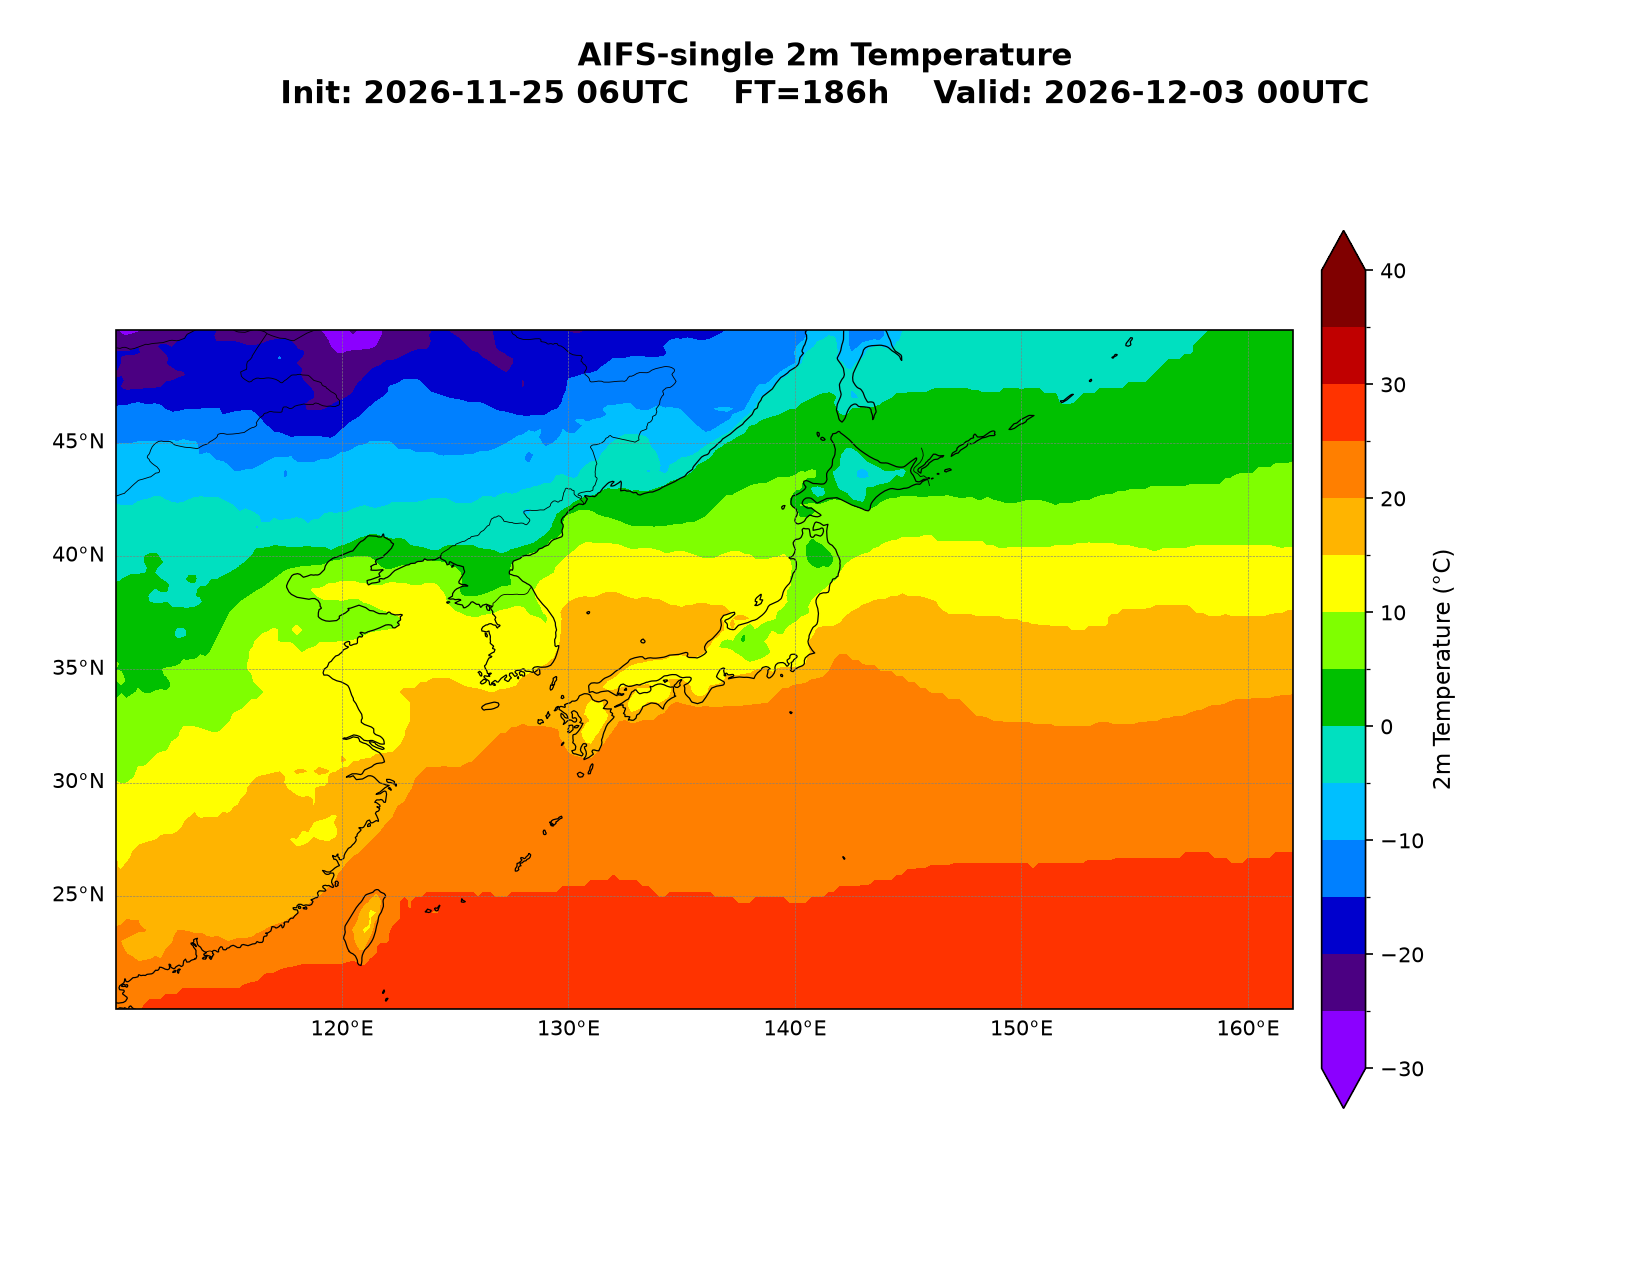 AIFS-single 2m Temperature
Init: 2026-11-25 06UTC    FT=186h    Valid: 2026-12-03 00UTC
45°N
40°N
35°N
30°N
25°N
120°E
130°E
140°E
150°E
160°E
40
30
20
10
0
−10
−20
−30
2m Temperature (°C)